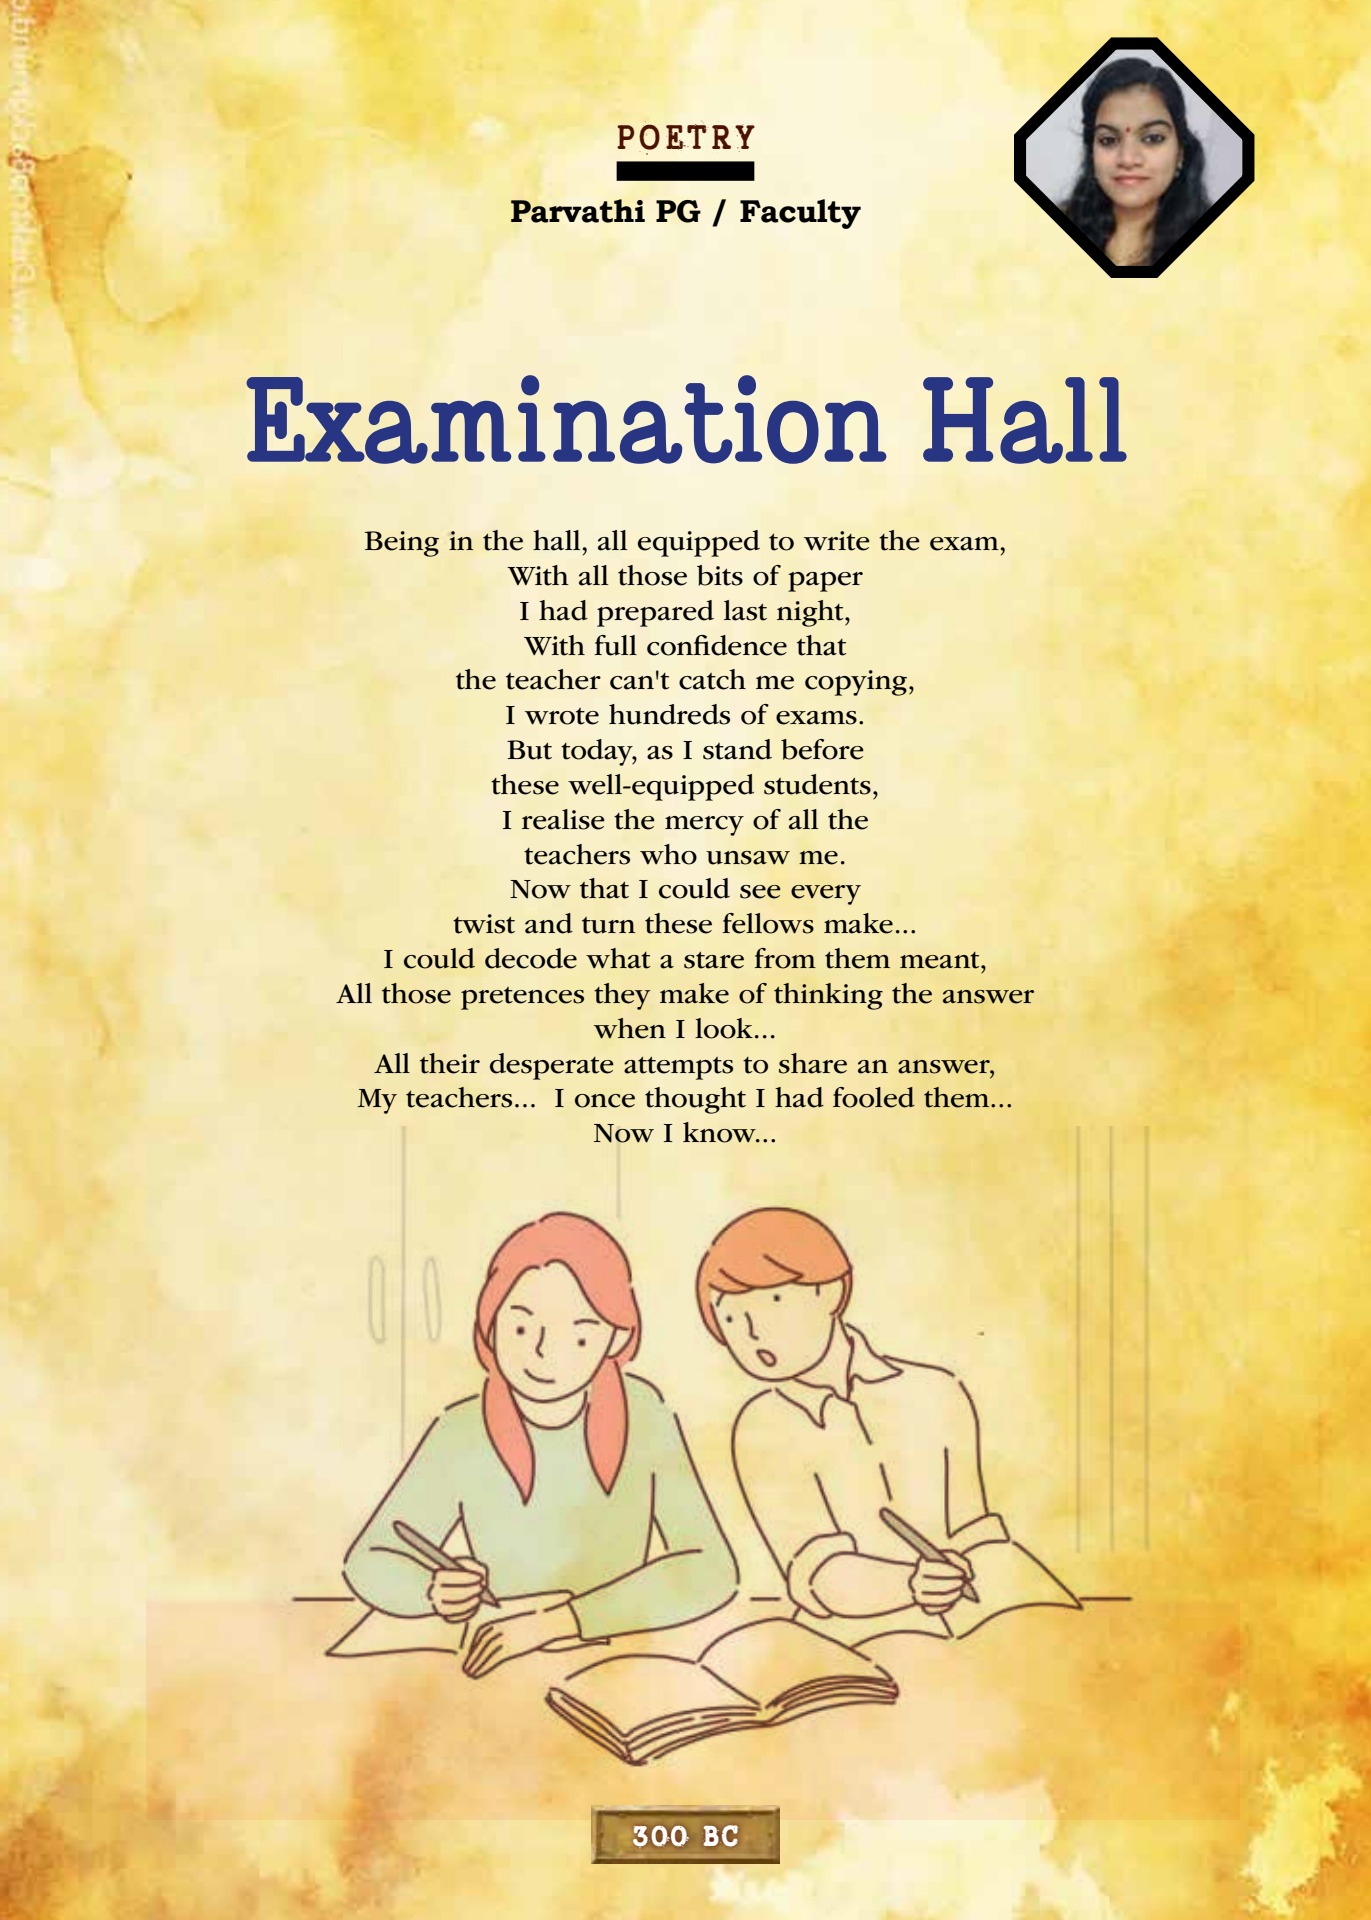 POETRY
Parvathi PG / Faculty
Examination Hall
Being in the hall, all equipped to write the exam,
With all those bits of paper
I had prepared last night,
With full confidence that
the teacher can't catch me copying,
I wrote hundreds of exams.
But today, as I stand before
these well-equipped students,
I realise the mercy of all the
teachers who unsaw me.
Now that I could see every
twist and turn these fellows make...
I could decode what a stare from them meant,
All those pretences they make of thinking the answer
when I look...
All their desperate attempts to share an answer,
My teachers...  I once thought I had fooled them...
Now I know...
300 BC